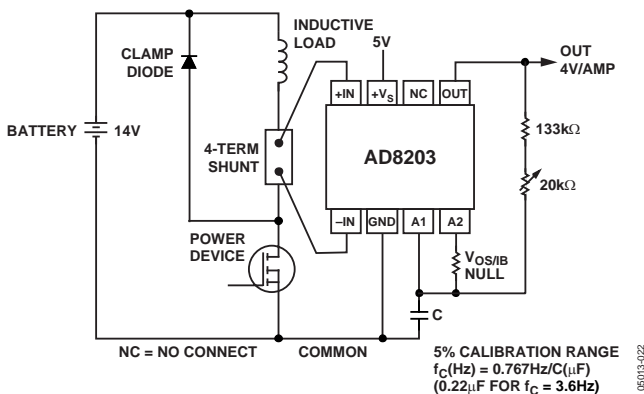 INDUCTIVE
LOAD
CLAMP
DIODE
5V
OUT
4V/AMP
+IN
+VS
NC
OUT
BATTERY
14V
4-TERM
SHUNT
AD8203
133kΩ
20kΩ
–IN
GND
A1
A2
POWER
DEVICE
VOS/IB
NULL
C
NC = NO CONNECT
COMMON
5% CALIBRATION RANGE
fC(Hz) = 0.767Hz/C(µF)
(0.22µF FOR fC = 3.6Hz)
05013-022